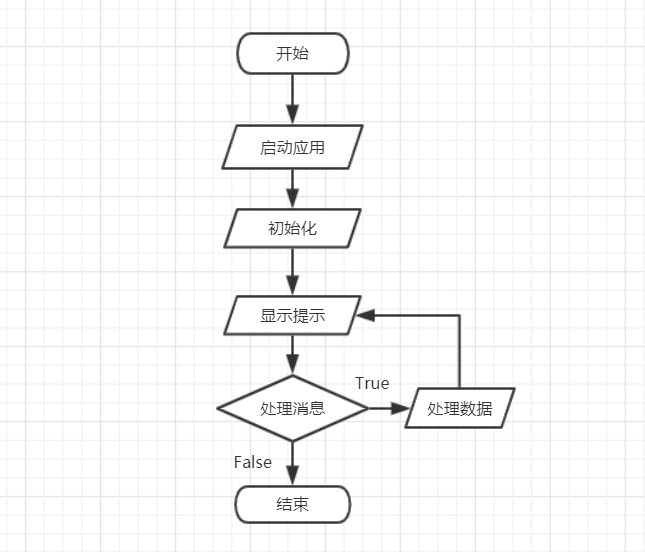 开始
启动应用
初始化
显示提示
True
处理消息
处理数据
False
结束